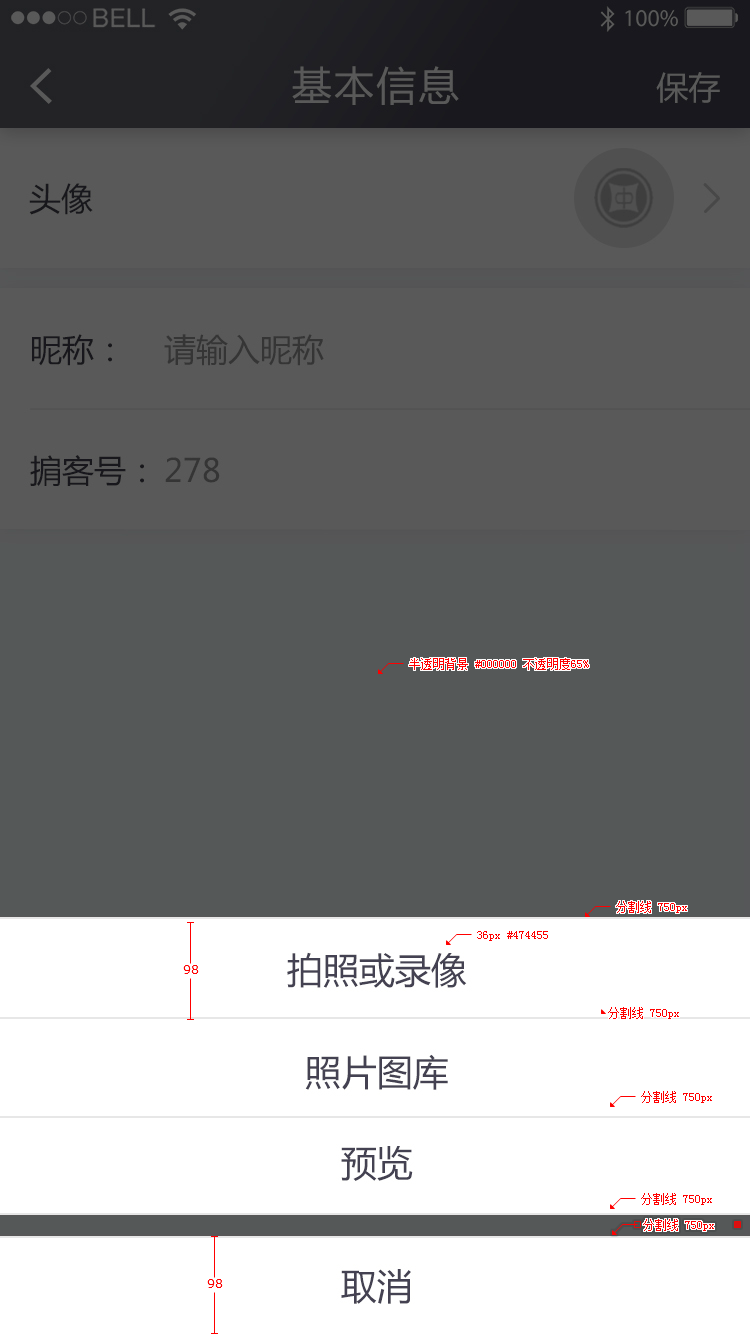 BELL 100%
基本信息 保存
头像
昵称： 请输入昵称
掮客号： 278
半透明背景 #000000 不透明度65%
分割线 750px
36px #474455
98
拍照或录像
分割线 750px
照片图库
分割线 750px
预览
分割线 750px
分割线 750px
98
取消